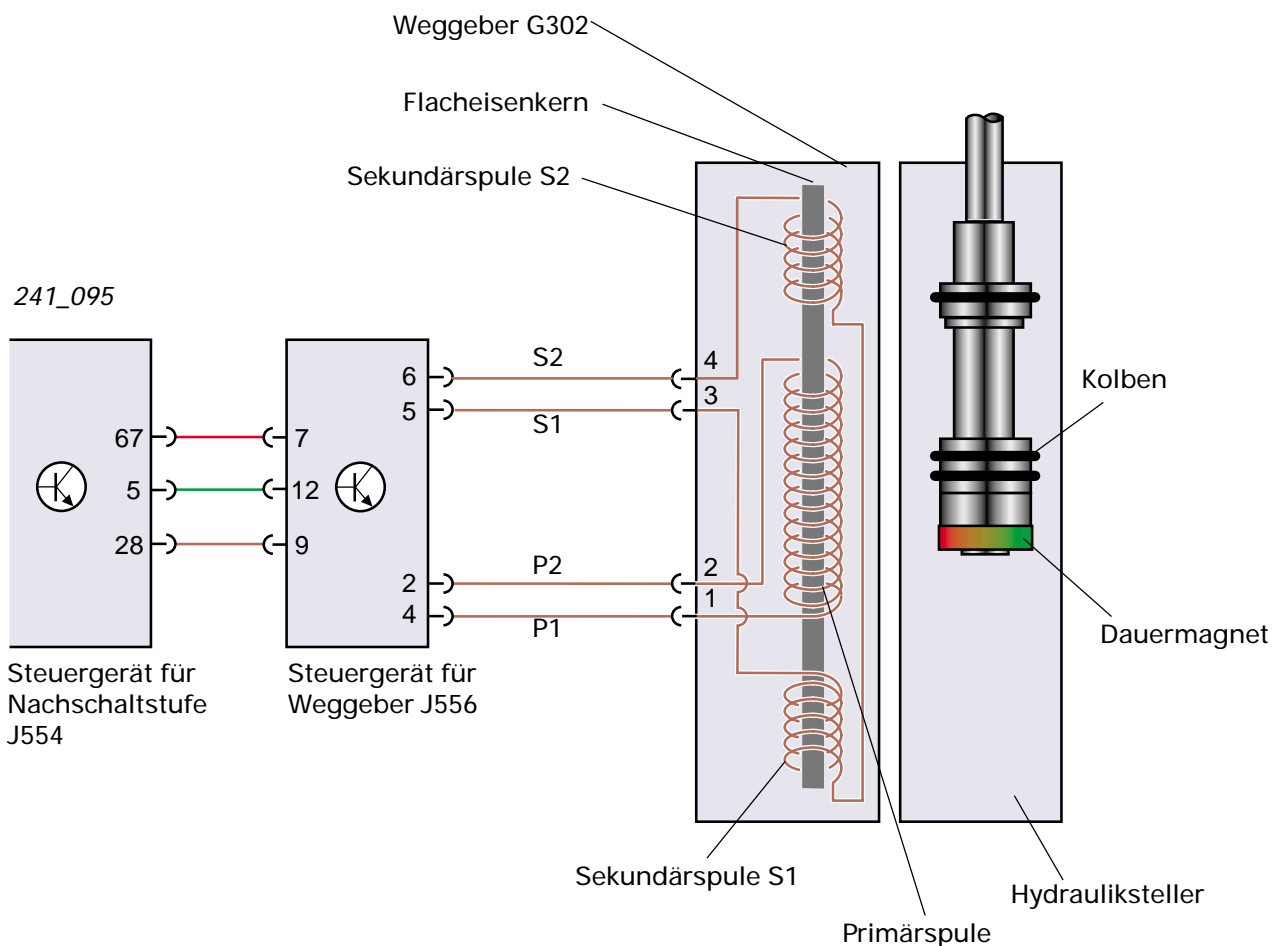 Weggeber G302
Flacheisenkern
Sekundärspule S2
241_095
6
S2
4
5
S1
3
Kolben
67
7
5
12
28
9
2
P2
2
4
P1
1
Dauermagnet
Steuergerät für
Nachschaltstufe
J554
Steuergerät für
Weggeber J556
Sekundärspule S1
Hydrauliksteller
Primärspule